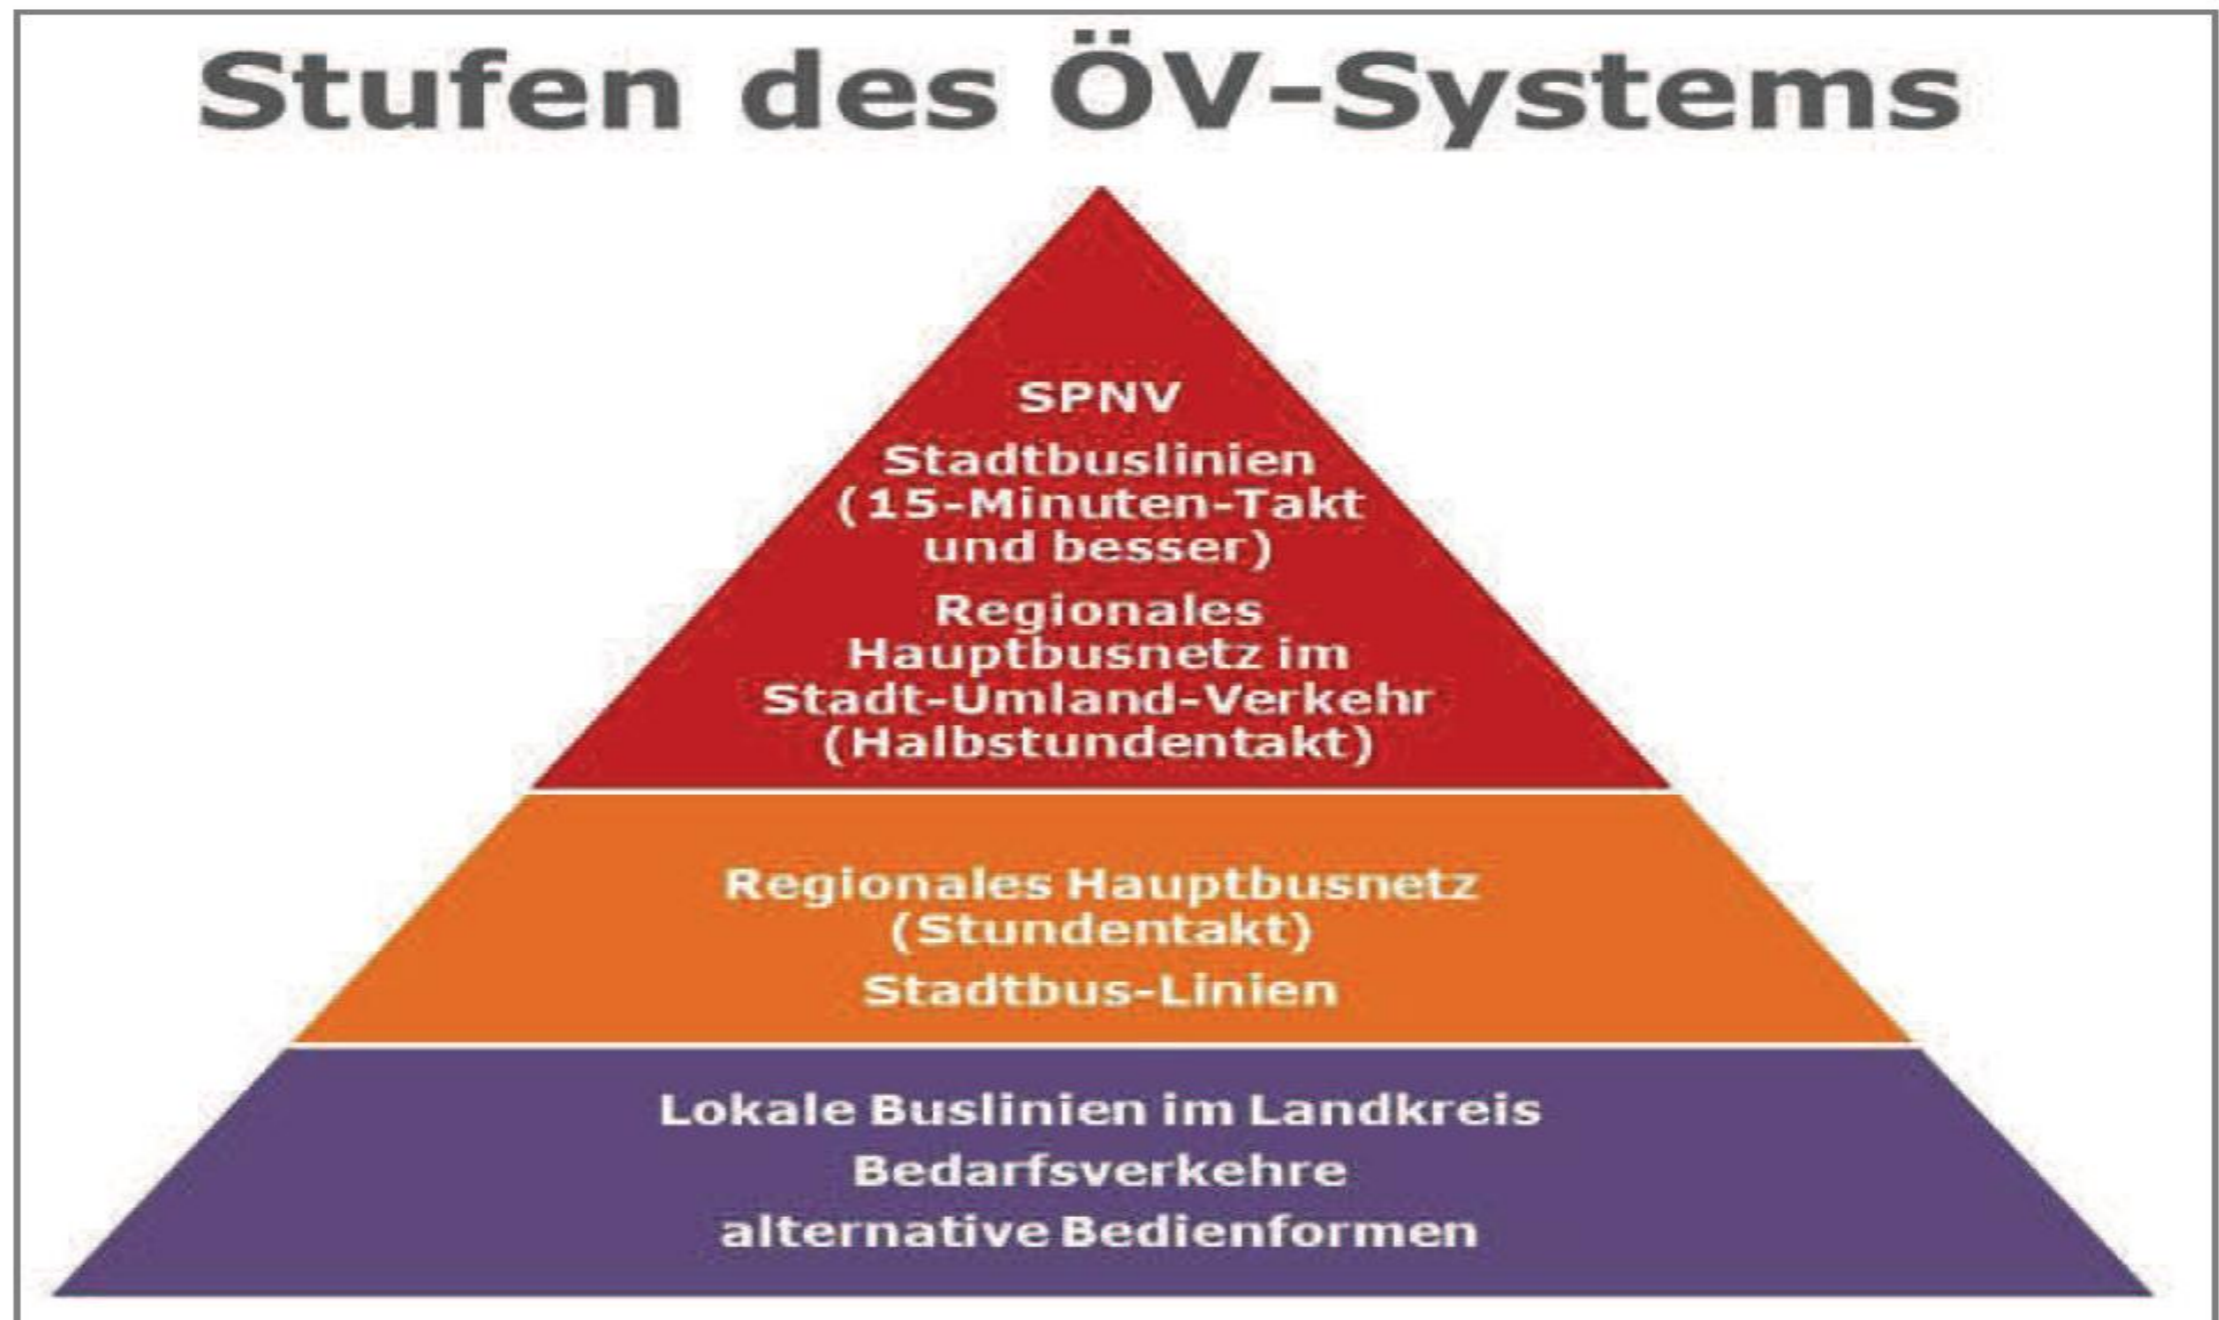 Stufen des ÖV-Systems
SPNV
Stadtbuslinien
(15-Minuten-Takt
und besser)
Regionales
Hauptbusnetz im
Stadt-Umland-Verkehr
(Halbstundentakt)
Regionales Hauptbusnetz
(Stundentakt)
Stadtbus-Linien
Lokale Buslinien im Landkreis
Bedarfsverkehre
alternative Bedienformen